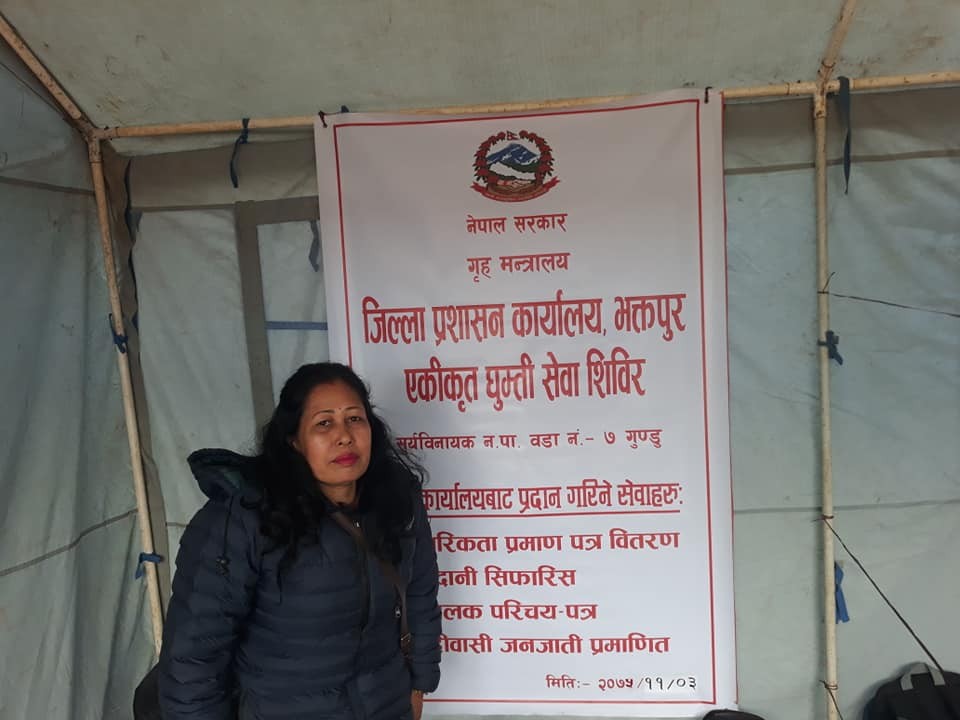 नेपाल सरकार
गृह मन्त्रालय
जिल्ला प्रशासन कार्यालय, भक्तपुर
एकीकृत घुम्ती सेवा शिविर
सूर्यविनायक न.पा. वडा नं.- ७ गुण्डु
कार्यालयबाट प्रदान गरिने सेवाहरु:
रिकता प्रमाण पत्र वितरण
दानी सिफारिस
लक परिचय-पत्र
दीवासी जनजाती प्रमाणित
मिति:- २०७५/११/०३